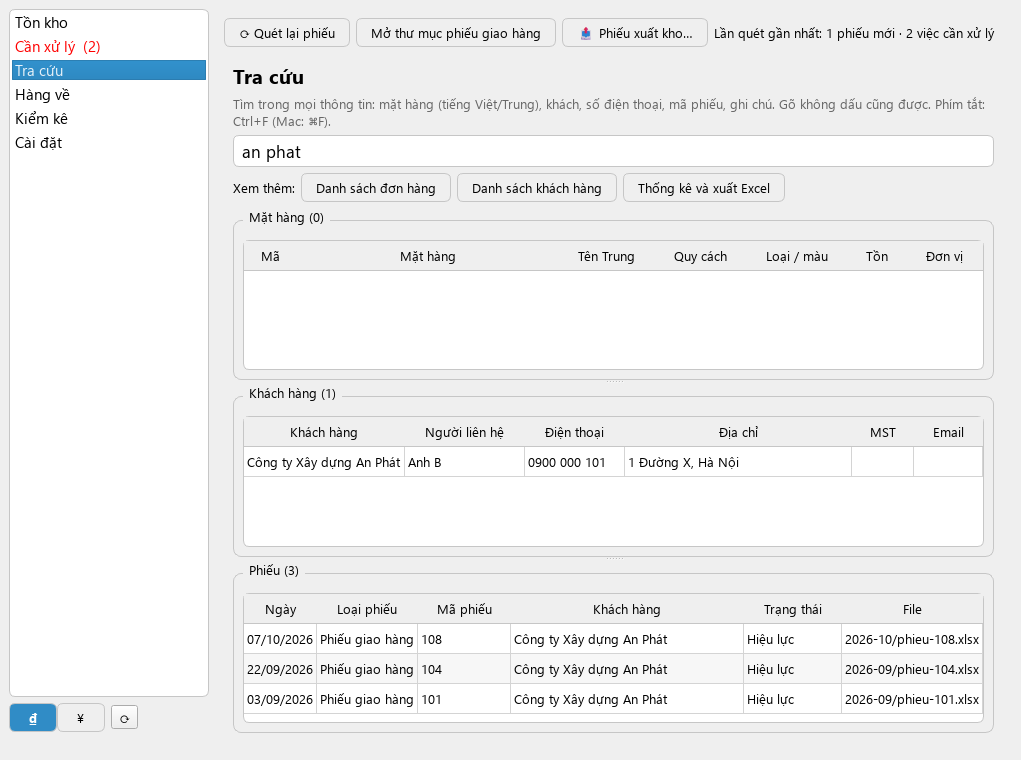 Tồn kho
Cần xử lý (2)
Tra cứu
Hàng về
Kiểm kê
Cài đặt
₫ ¥ ⟳
⟳ Quét lại phiếu Mở thư mục phiếu giao hàng 📤 Phiếu xuất kho... Lần quét gần nhất: 1 phiếu mới · 2 việc cần xử lý
Tra cứu
Tìm trong mọi thông tin: mặt hàng (tiếng Việt/Trung), khách, số điện thoại, mã phiếu, ghi chú. Gõ không dấu cũng được. Phím tắt:
Ctrl+F (Mac: ⌘F).
an phat
Xem thêm: Danh sách đơn hàng Danh sách khách hàng Thống kê và xuất Excel
Mặt hàng (0)
Mã Mặt hàng Tên Trung Quy cách Loại / màu Tồn Đơn vị
Khách hàng (1)
Khách hàng Người liên hệ Điện thoại Địa chỉ MST Email
Công ty Xây dựng An Phát Anh B 0900 000 101 1 Đường X, Hà Nội
Phiếu (3)
Ngày Loại phiếu Mã phiếu Khách hàng Trạng thái File
07/10/2026 Phiếu giao hàng 108 Công ty Xây dựng An Phát Hiệu lực 2026-10/phieu-108.xlsx
22/09/2026 Phiếu giao hàng 104 Công ty Xây dựng An Phát Hiệu lực 2026-09/phieu-104.xlsx
03/09/2026 Phiếu giao hàng 101 Công ty Xây dựng An Phát Hiệu lực 2026-09/phieu-101.xlsx